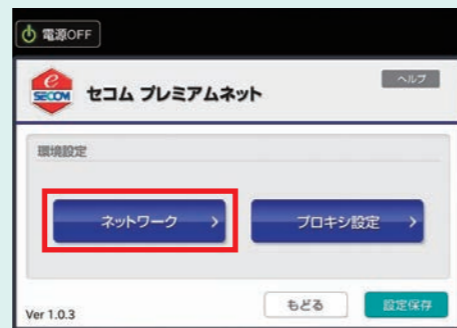 電源OFF
e
SECOM
セコム プレミアムネット
ヘルプ
環境設定
ネットワーク
プロキシ設定
Ver 1.0.3
もどる
設定保存